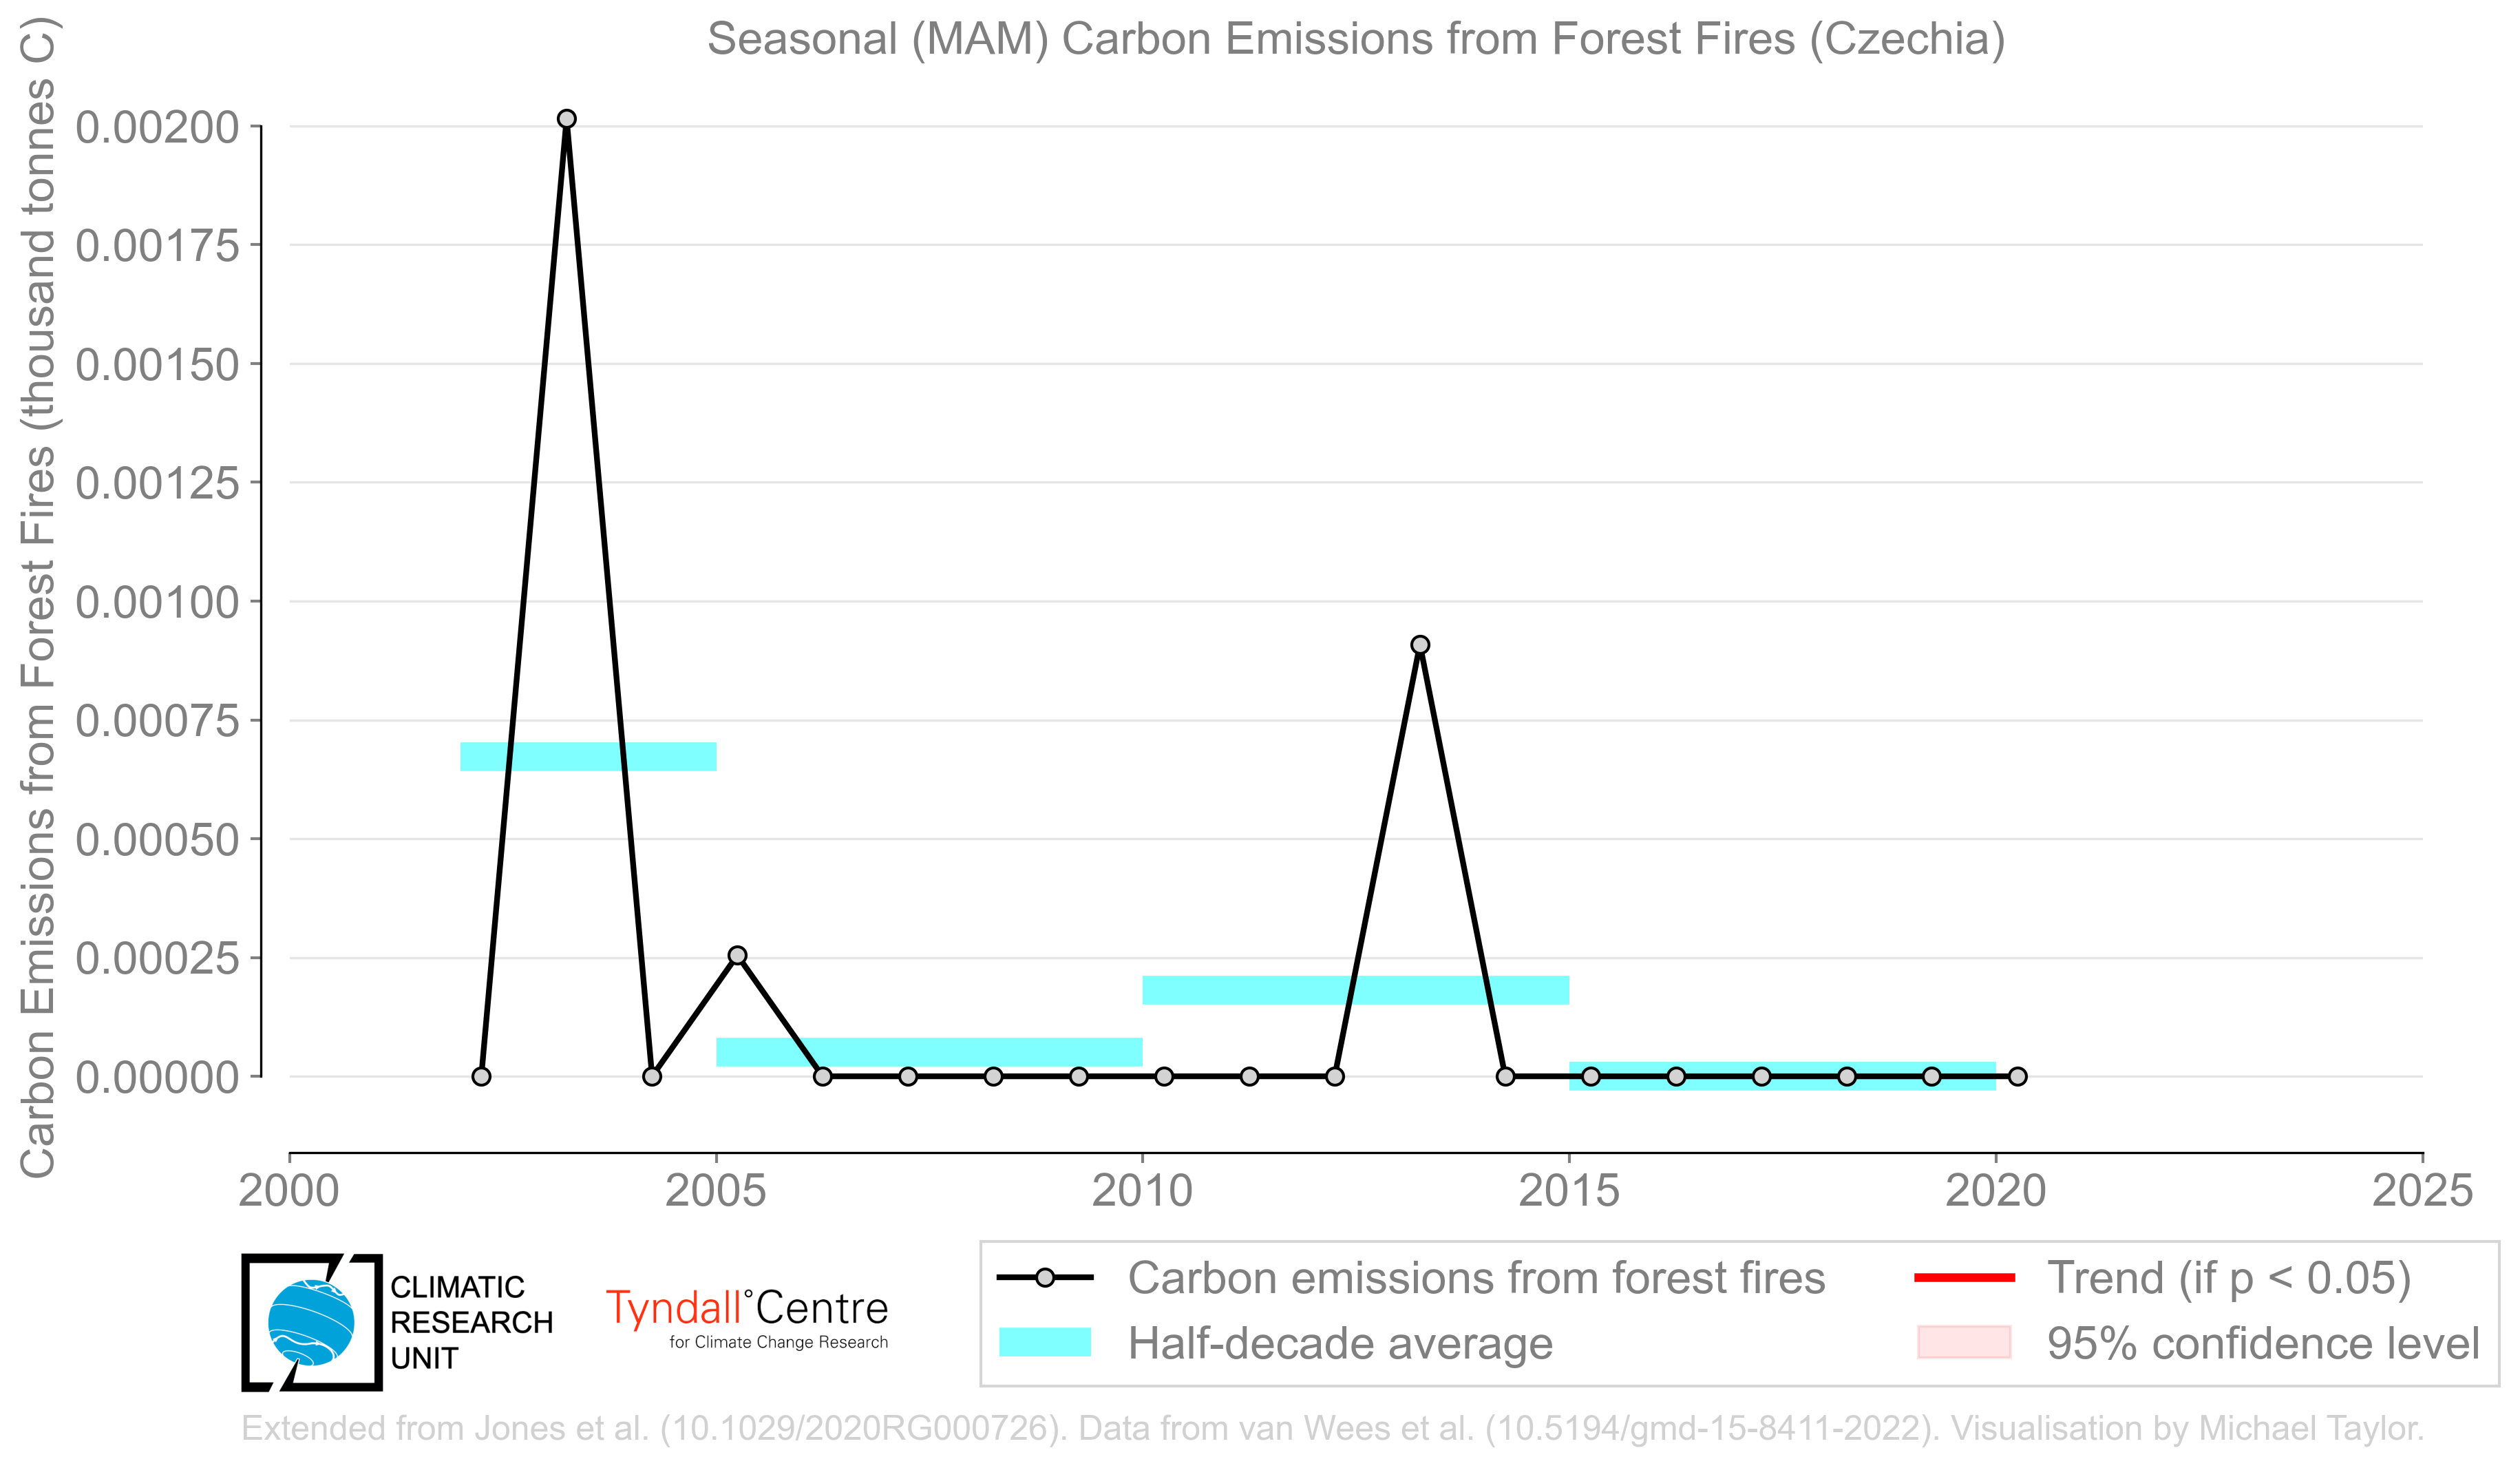 Seasonal (MAM) Carbon Emissions from Forest Fires (Czechia)
Carbon Emissions from Forest Fires (thousand tonnes C)
0.00200
0.00175
0.00150
0.00125
0.00100
0.00075
0.00050
0.00025
0.00000
2000 2005 2010 2015 2020 2025
CLIMATIC
RESEARCH
UNIT
Tyndall°Centre
for Climate Change Research
Carbon emissions from forest fires
Half-decade average
Trend (if p < 0.05)
95% confidence level
Extended from Jones et al. (10.1029/2020RG000726). Data from van Wees et al. (10.5194/gmd-15-8411-2022). Visualisation by Michael Taylor.